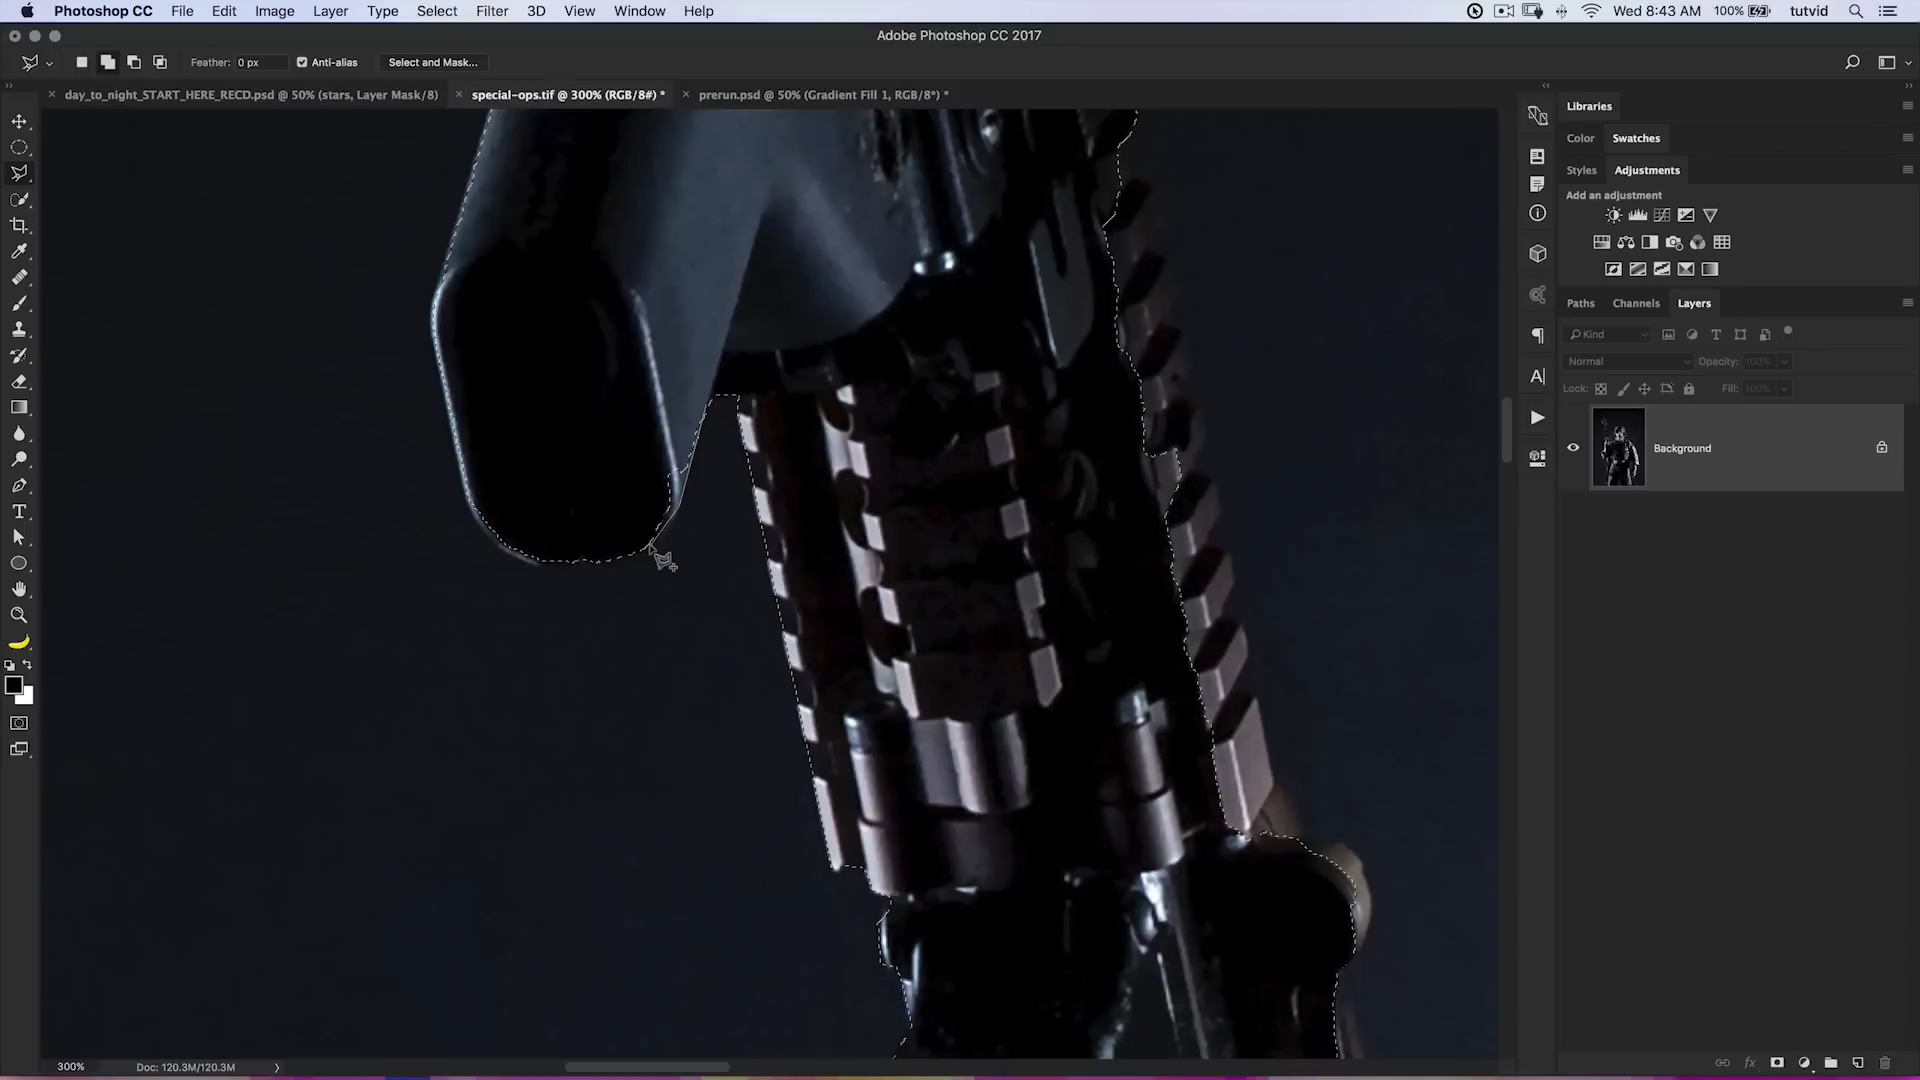 Photoshop CC File Edit Image Layer Type Select Filter 3D View Window Help Wed 8:43 AM 100% tutvid
Adobe Photoshop CC 2017
Feather: 0 px Anti-alias Select and Mask...
day_to_night_START_HERE_RECD.psd @ 50% (stars, Layer Mask/8) special-ops.tif @ 300% (RGB/8#) * prerun.psd @ 50% (Gradient Fill 1, RGB/8*) *
Libraries
Color Swatches
Styles Adjustments
Add an adjustment
Paths Channels Layers
Kind
Normal Opacity: 100%
Lock: Fill: 100%
Background
300% Doc: 120.3M/120.3M